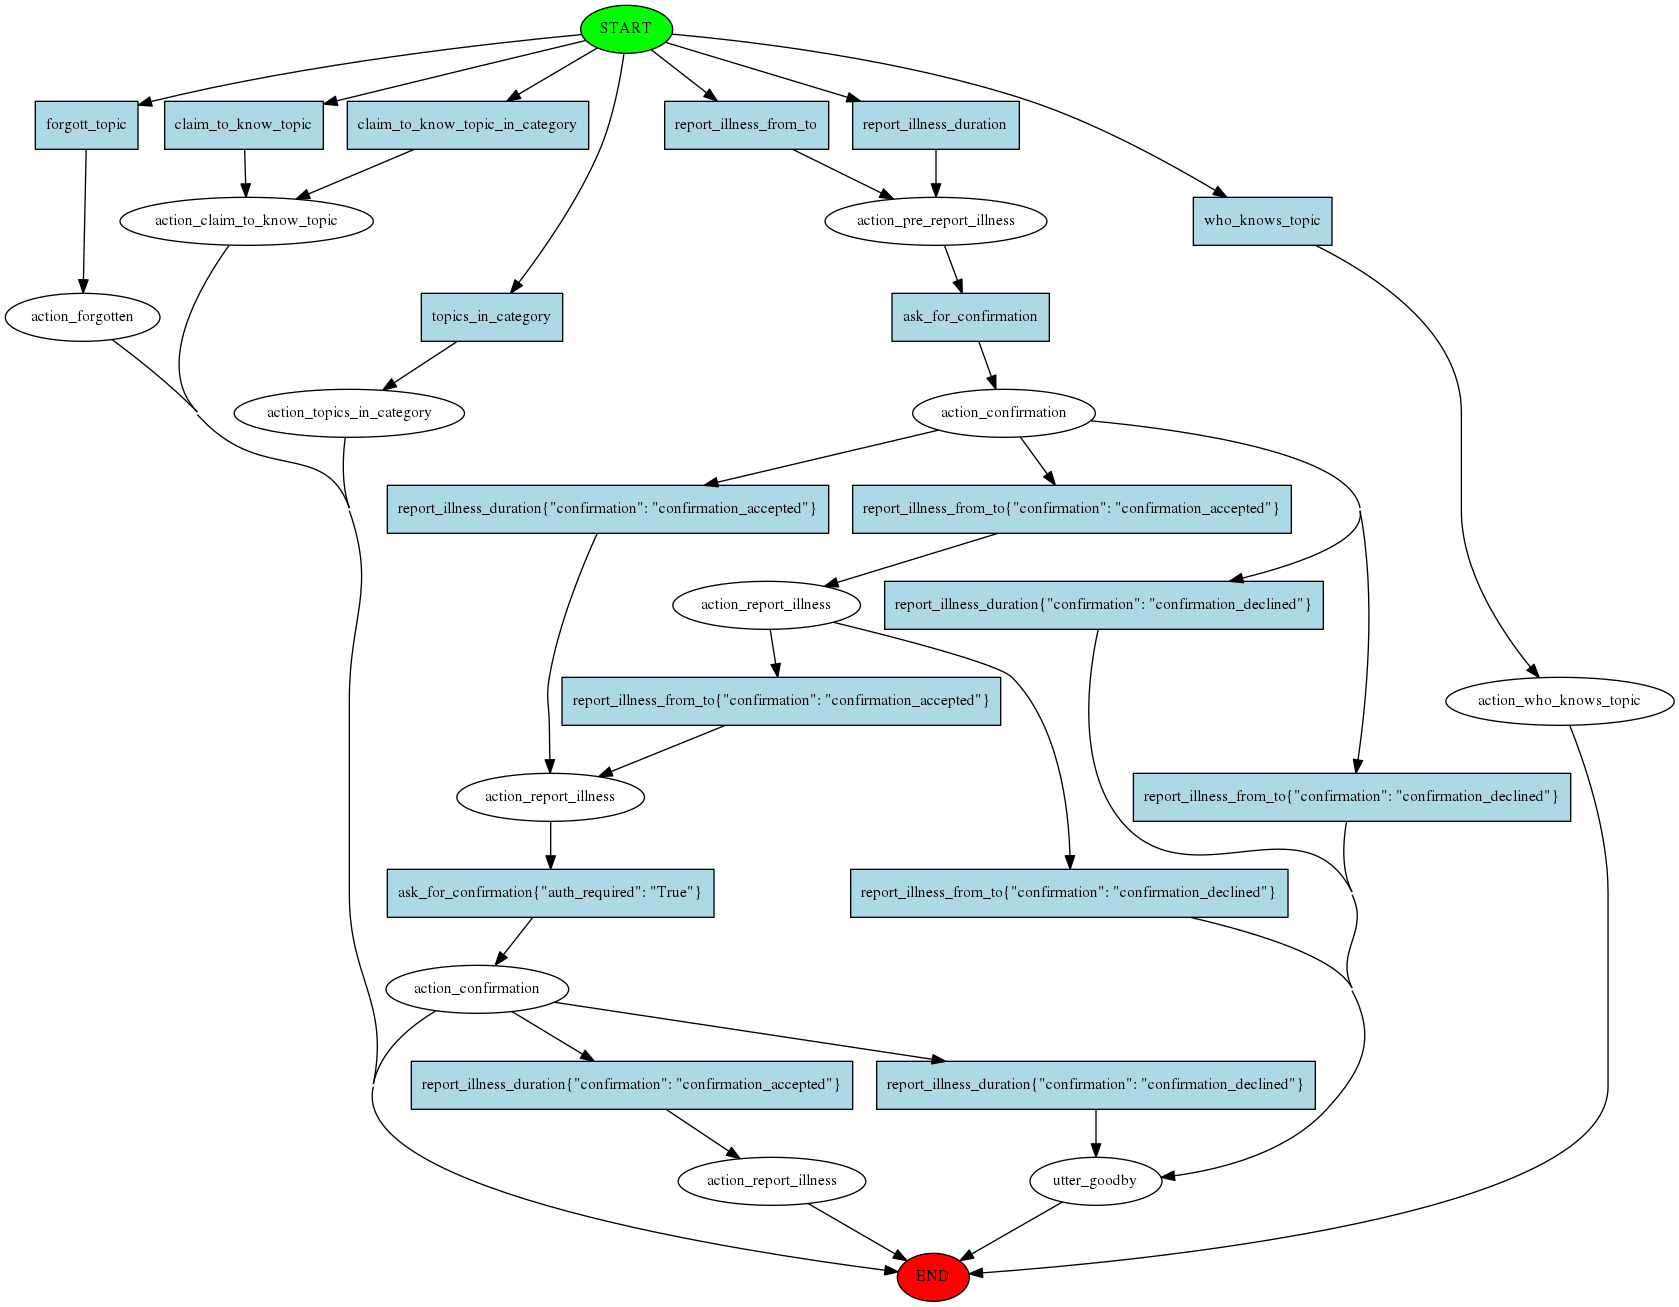 START
forgott_topic
claim_to_know_topic
claim_to_know_topic_in_category
report_illness_from_to
report_illness_duration
action_claim_to_know_topic
action_pre_report_illness
who_knows_topic
action_forgotten
topics_in_category
ask_for_confirmation
action_topics_in_category
action_confirmation
report_illness_duration{"confirmation": "confirmation_accepted"}
report_illness_from_to{"confirmation": "confirmation_accepted"}
action_report_illness
report_illness_duration{"confirmation": "confirmation_declined"}
report_illness_from_to{"confirmation": "confirmation_accepted"}
action_who_knows_topic
action_report_illness
report_illness_from_to{"confirmation": "confirmation_declined"}
ask_for_confirmation{"auth_required": "True"}
report_illness_from_to{"confirmation": "confirmation_declined"}
action_confirmation
report_illness_duration{"confirmation": "confirmation_accepted"}
report_illness_duration{"confirmation": "confirmation_declined"}
action_report_illness
utter_goodby
END